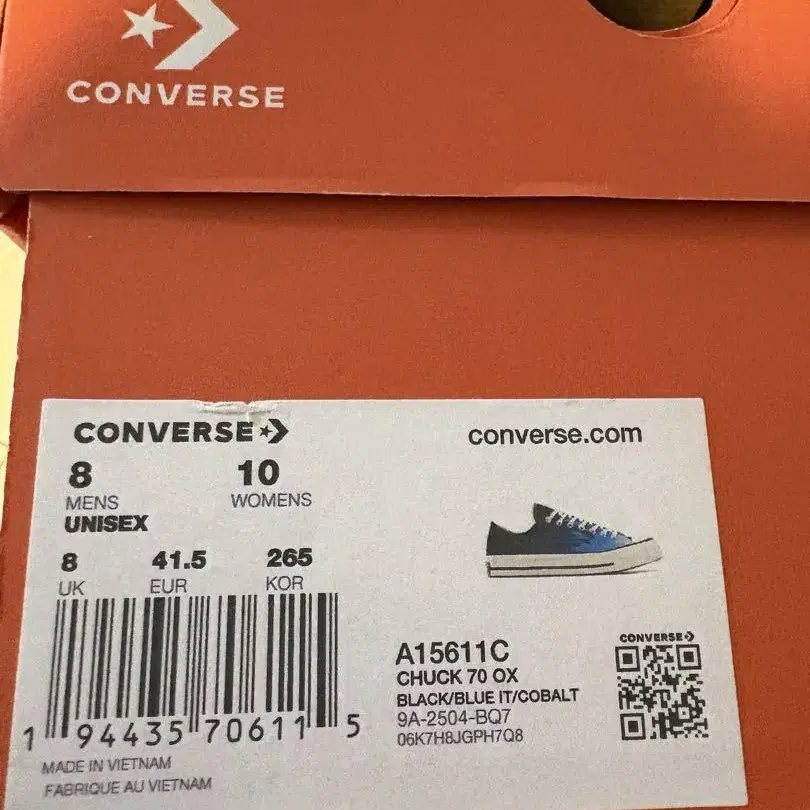 CONVERSE
CONVERSE
converse.com
8 10
MENS WOMENS
UNISEX
8 41.5 265
UK EUR KOR
1 94435 70611 5
MADE IN VIETNAM
FABRIQUE AU VIETNAM
A15611C
CHUCK 70 OX
BLACK/BLUE IT/COBALT
9A-2504-BQ7
06K7H8JGPH7Q8
CONVERSE